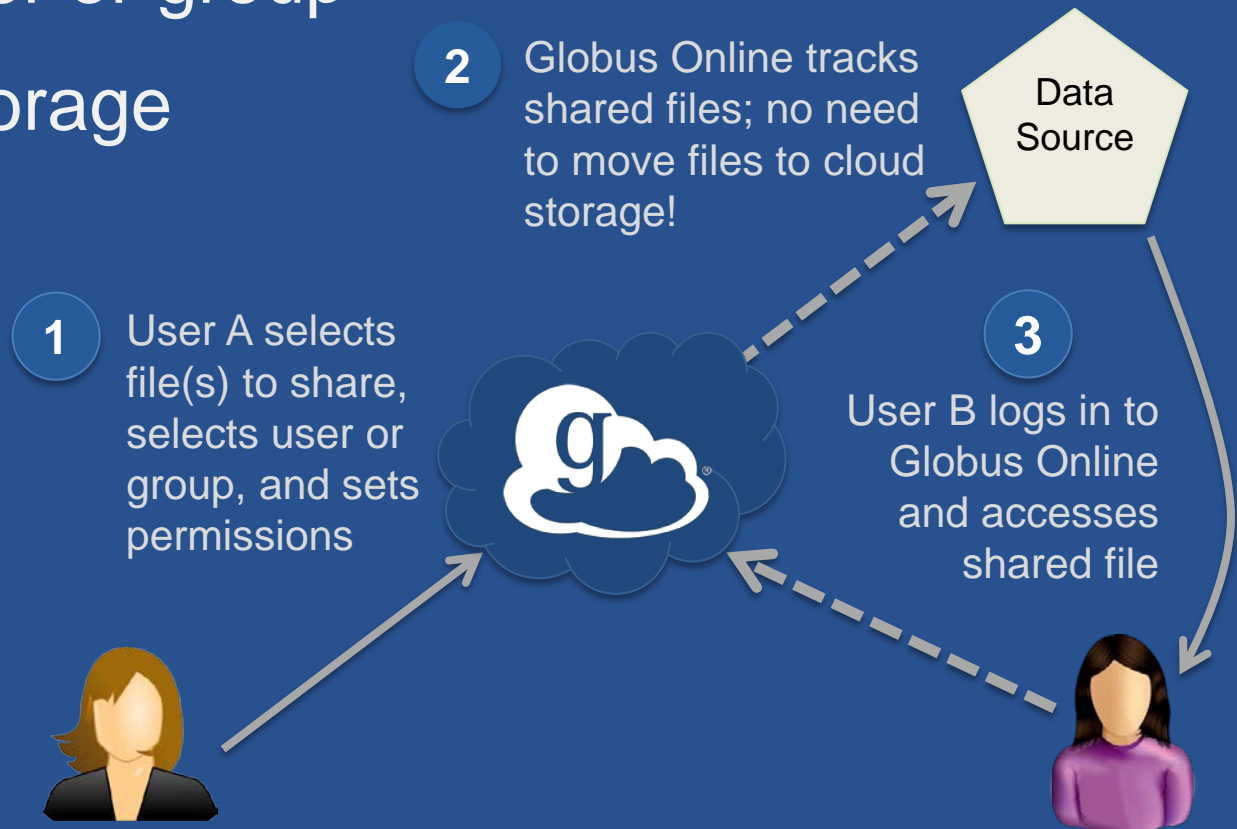 or group
orage
2
Globus Online tracks
shared files; no need
to move files to cloud
storage!
Data
Source
1
User A selects
file(s) to share,
selects user or
group, and sets
permissions
g
®
3
User B logs in to
Globus Online
and accesses
shared file